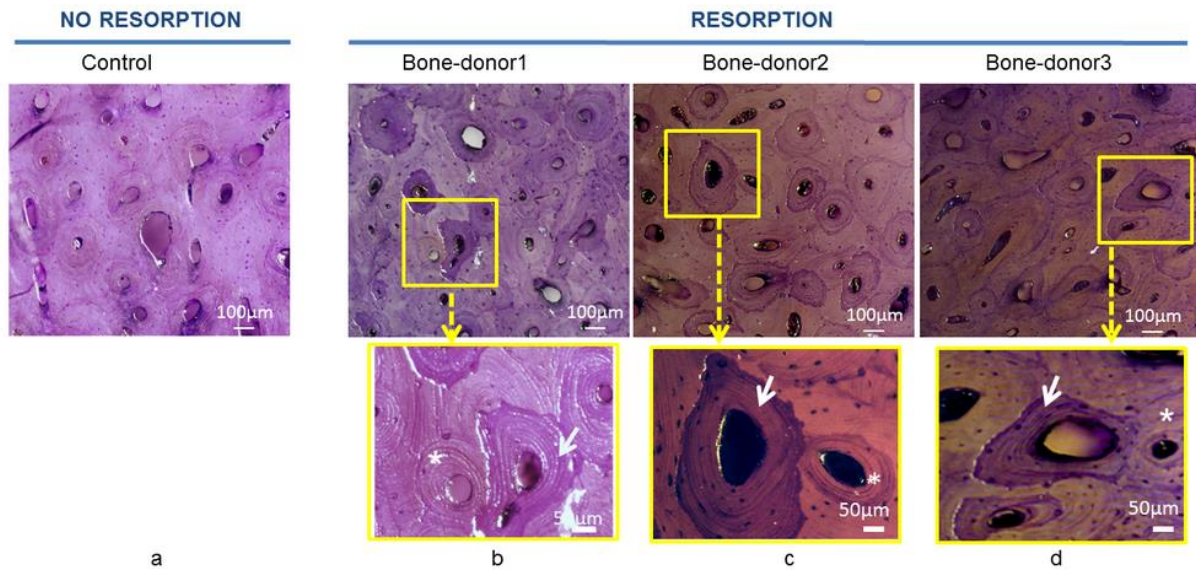 NO RESORPTION
RESORPTION
Control
Bone-donor1
Bone-donor2
Bone-donor3
100µm
100µm
100µm
100µm
*
*
*
50µm
50µm
50µm
a
b
c
d